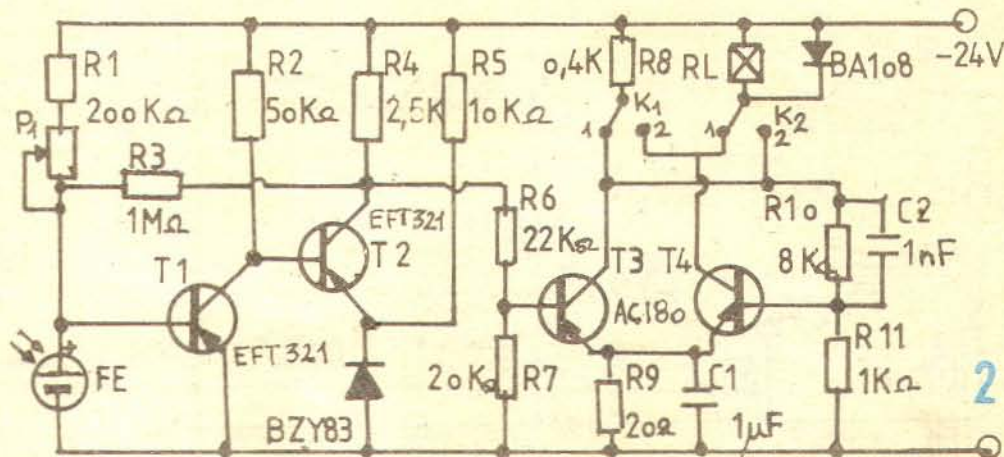 R1
200KΩ
P1
R3
1MΩ
R2
50KΩ
R4
2,5K
R5
10KΩ
0,4K
R8
RL
BA108
-24V
K1
1
2
1
K2
2
EFT321
T2
T1
EFT321
R6
22KΩ
T3
T4
AC180
R10
8KΩ
C2
1nF
FE
+
BZY83
20KΩ
R7
R9
20Ω
C1
1μF
R11
1KΩ
2